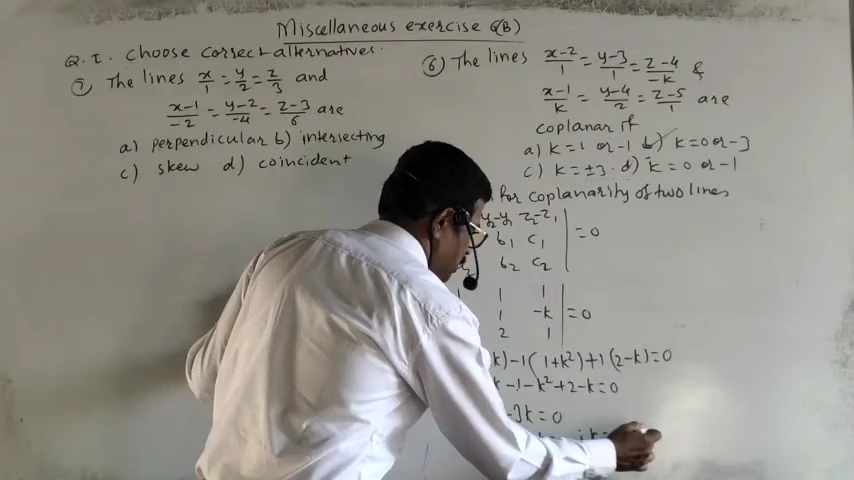 Miscellaneous exercise 6(B)
Q. I. Choose correct alternatives.
⑦ The lines x/1 = y/2 = z/3 and
(x-1)/-2 = (y-2)/-4 = (z-3)/6 are
a) perpendicular b) intersecting
c) skew d) coincident
⑥ The lines (x-2)/1 = (y-3)/1 = (z-4)/-k &
(x-1)/k = (y-4)/2 = (z-5)/1 are
coplanar if
a) k = 1 or -1 b) k = 0 or -3
c) k = ±3 d) k = 0 or -1
for coplanarity of two lines
y₂-y₁ z₂-z₁
b₁ c₁ = 0
b₂ c₂
1 1
1 -k = 0
2 1
k) -1(1+k²) +1(2-k) = 0
k -1 -k² +2 -k = 0
-3k = 0